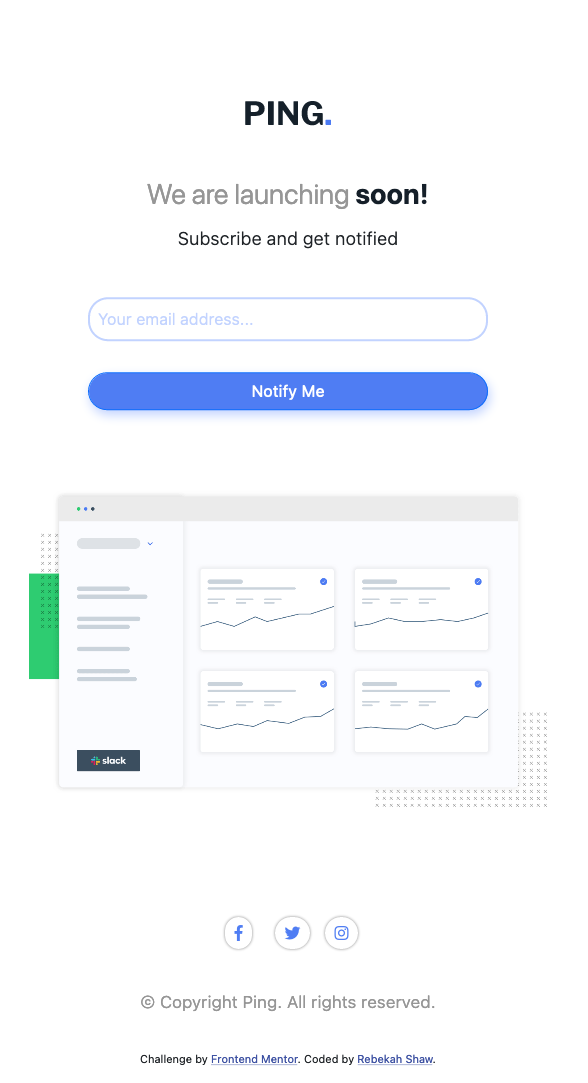 PING.
We are launching soon!
Subscribe and get notified
Your email address...
Notify Me
slack
© Copyright Ping. All rights reserved.
Challenge by Frontend Mentor. Coded by Rebekah Shaw.